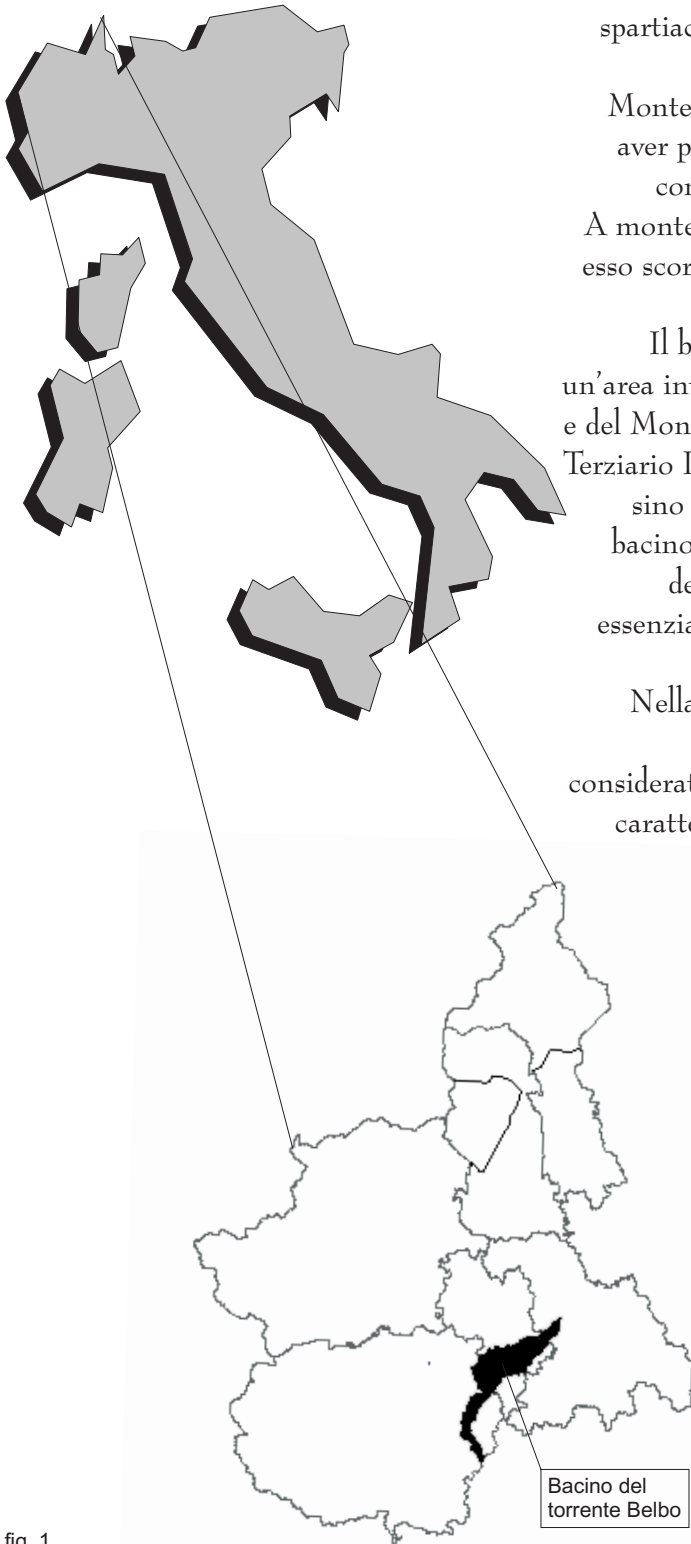 spartiac
Monte
aver p
con
A monte
esso scor
Il b
un'area in
e del Mon
Terziario I
sino
bacino
de
essenzia
Nella
considerat
caratte
Bacino del
torrente Belbo
fig. 1